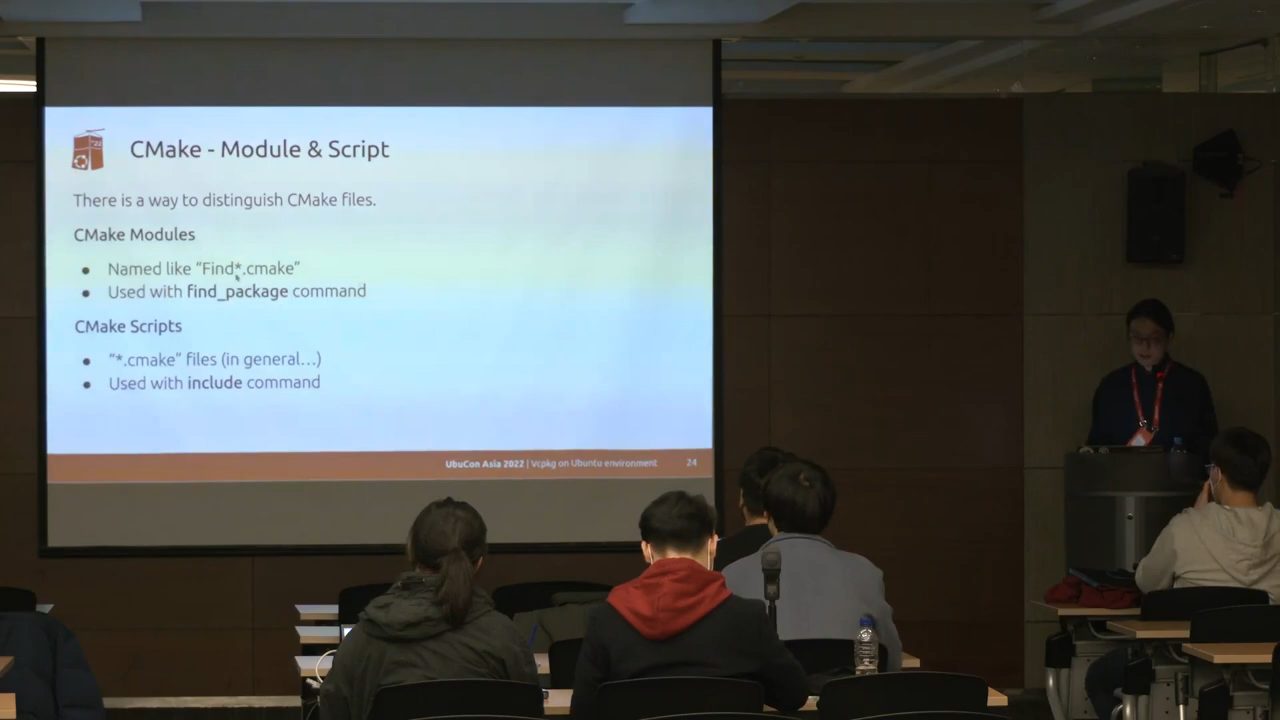 CMake - Module & Script
There is a way to distinguish CMake files.
CMake Modules
● Named like “Find*.cmake”
● Used with find_package command
CMake Scripts
● “*.cmake” files (in general...)
● Used with include command
UbuCon Asia 2022 | Vcpkg on Ubuntu environment 24